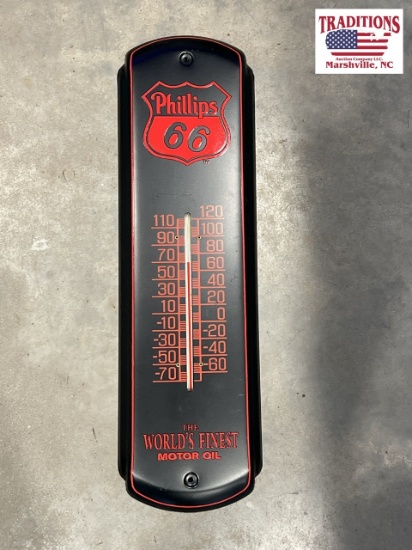 TRADITIONS
Auction Company LLC.
Marshville, NC
Phillips
66
110 120
90 100
70 80
50 60
30 40
10 20
-10 0
-30 -20
-50 -40
-70 -60
THE
WORLD'S FINEST
MOTOR OIL